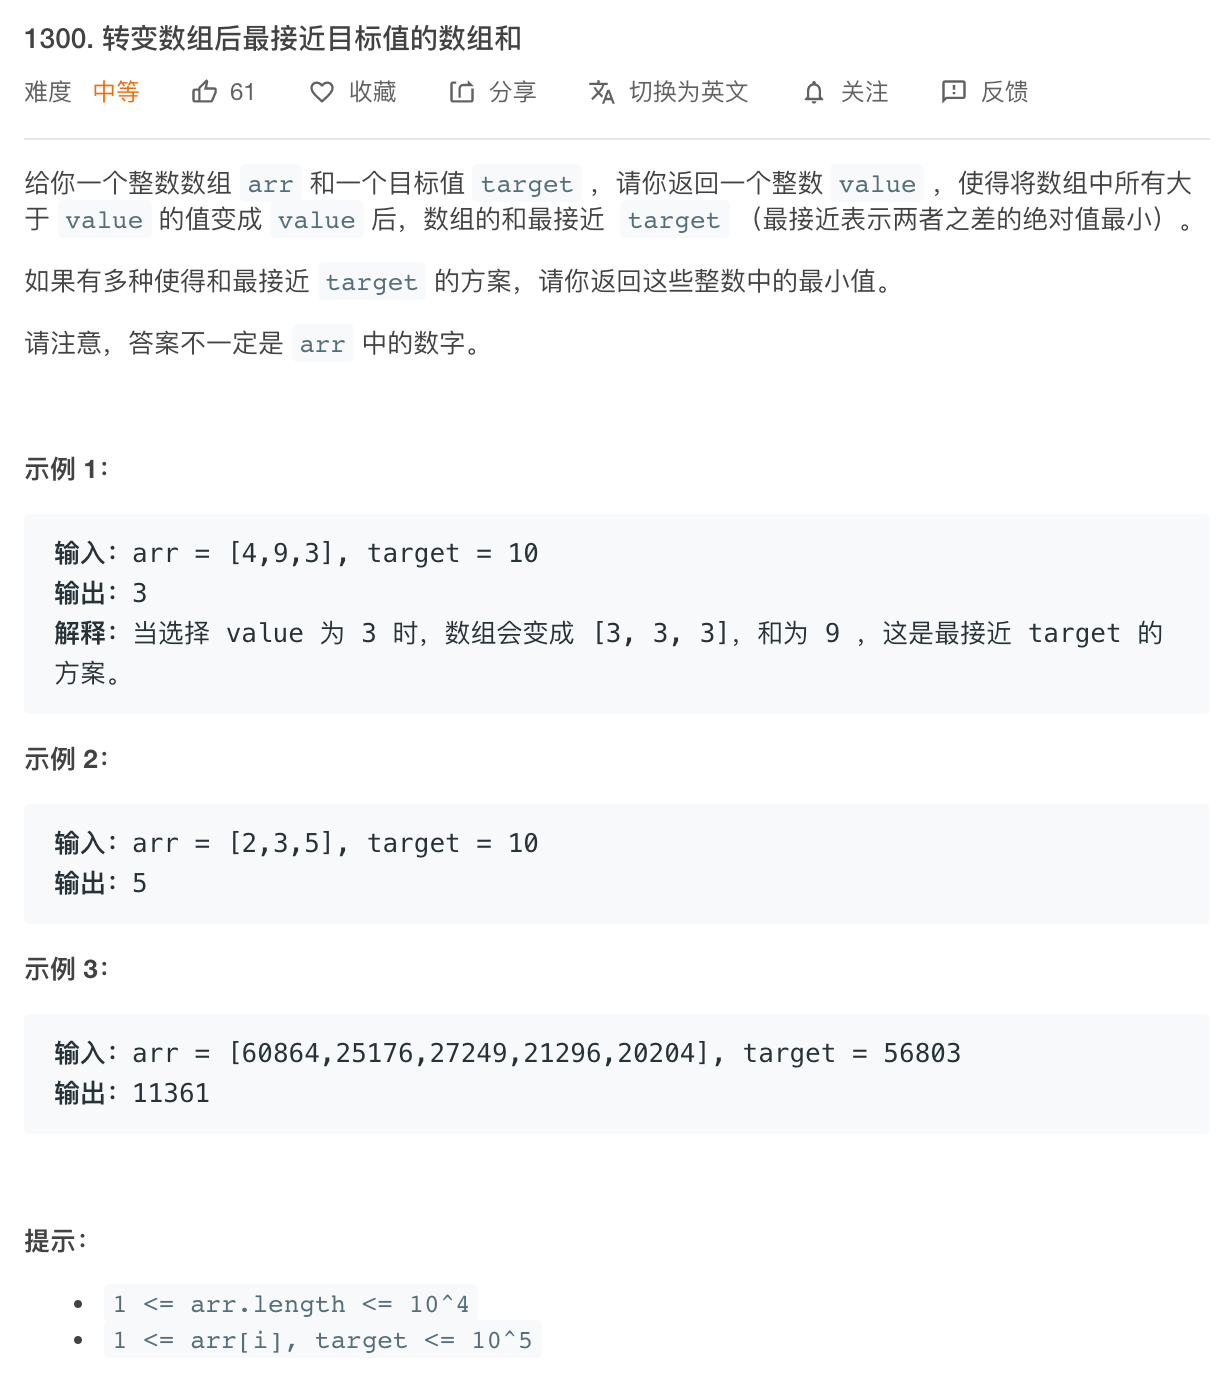 1300. 转变数组后最接近目标值的数组和
难度 中等 61 收藏 分享 切换为英文 关注 反馈
给你一个整数数组 arr 和一个目标值 target ，请你返回一个整数 value ，使得将数组中所有大
于 value 的值变成 value 后，数组的和最接近 target （最接近表示两者之差的绝对值最小）。
如果有多种使得和最接近 target 的方案，请你返回这些整数中的最小值。
请注意，答案不一定是 arr 中的数字。
示例 1：
输入：arr = [4,9,3], target = 10
输出：3
解释：当选择 value 为 3 时，数组会变成 [3, 3, 3]，和为 9 ，这是最接近 target 的
方案。
示例 2：
输入：arr = [2,3,5], target = 10
输出：5
示例 3：
输入：arr = [60864,25176,27249,21296,20204], target = 56803
输出：11361
提示：
• 1 <= arr.length <= 10^4
• 1 <= arr[i], target <= 10^5